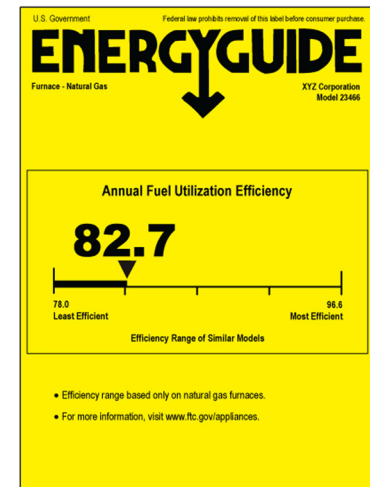 U.S. Government
Federal law prohibits removal of this label before consumer purchase.
ENERGYGUIDE
Furnace - Natural Gas
XYZ Corporation
Model 23466
Annual Fuel Utilization Efficiency
82.7
78.0
96.6
Least Efficient
Most Efficient
Efficiency Range of Similar Models
● Efficiency range based only on natural gas furnaces.
● For more information, visit www.ftc.gov/appliances.